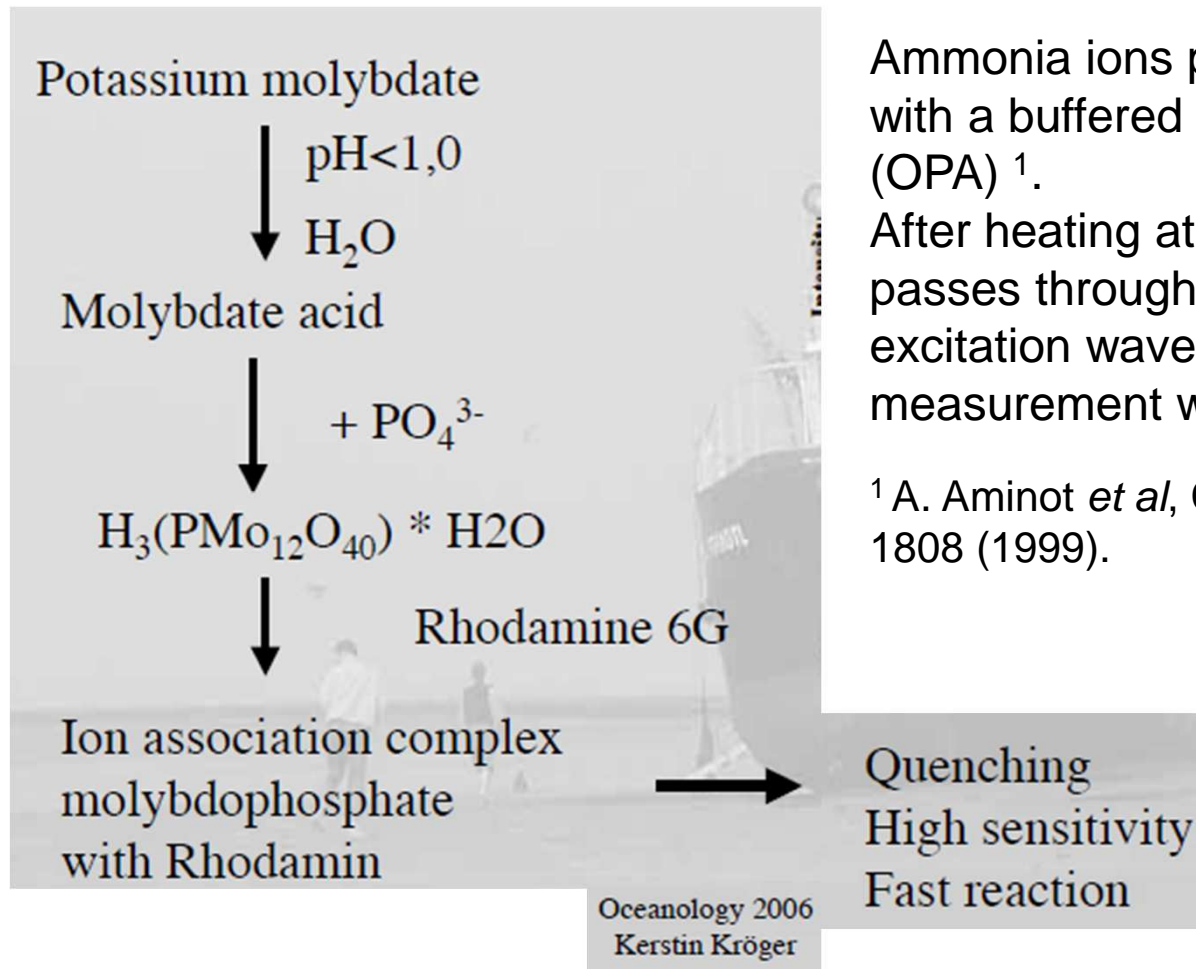 Potassium molybdate
pH<1,0
H₂O
Molybdate acid
+ PO₄³⁻
H₃(PMo₁₂O₄₀) * H2O
Rhodamine 6G
Ion association complex
molybdophosphate
with Rhodamin
Quenching
High sensitivity
Fast reaction
Oceanology 2006
Kerstin Kröger
Intensity
Ammonia ions
with a buffered
(OPA) ¹.
After heating at
passes through
excitation
measurement
¹ A. Aminot et al,
1808 (1999).